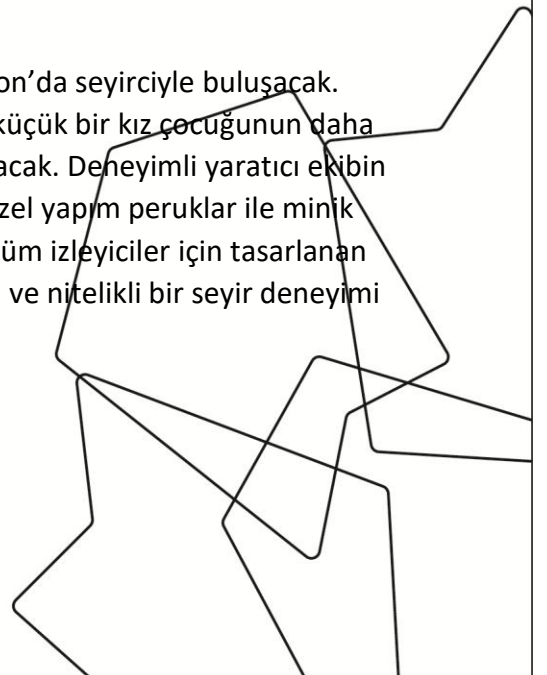 on’da seyirciyle buluşacak.
küçük bir kız çocuğunun daha
acak. Deneyimli yaratıcı ekibin
zel yapım peruklar ile minik
üm izleyiciler için tasarlanan
ve nitelikli bir seyir deneyimi